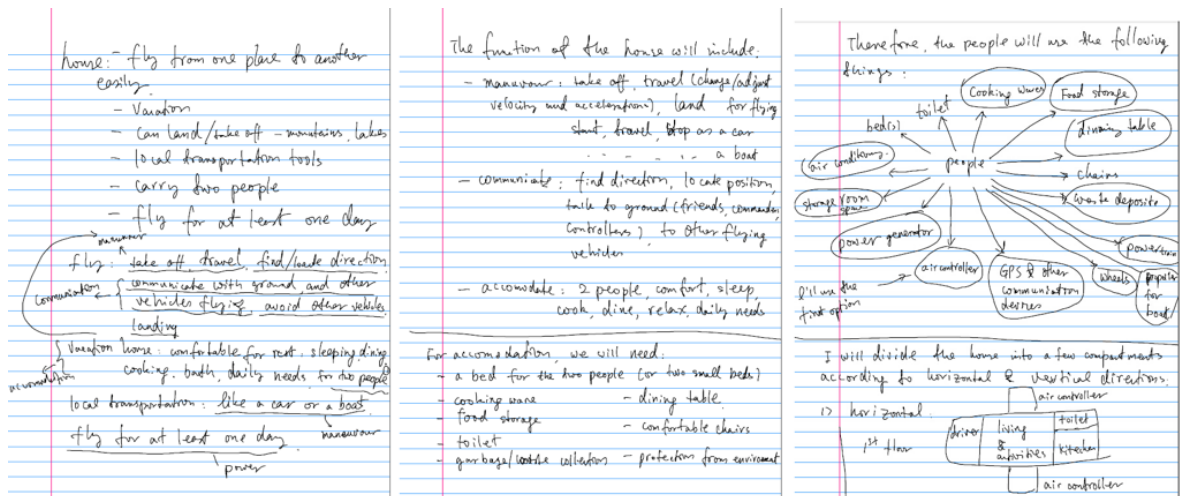 house: - fly from one place to another
easily.
- Vacation
- Can land/take off - mountains, lakes
- local transportation tools
- Carry two people
- fly for at least one day
maneuvour
fly: take off, travel, find/locate direction
communication
communicate with ground, and other
vehicles flying, avoid other vehicles,
landing
Vacation home: comfortable for rest, sleeping dining
cooking, bath, daily needs for two people
accomodation
local transportation: like a car or a boat
maneuvour
fly for at least one day
power
The function of the house will include:
- maneuvour: take off, travel (change/adjust
velocity and acceleration), land for flying
start, travel, stop as a car
.. - .. - .. a boat
- communicate: find direction, locate position,
talk to ground (friends, commander,
Controllers), to other flying
vehicles
- accomodate: 2 people, comfort, sleep,
cook, dine, relax, daily needs
For accomodation, we will need:
- a bed for the two people (or two small beds)
- cooking ware - dining table
- food storage
- comfortable chairs
- toilet
- garbage/ collection - protection from enviroment
Therefore, the people will use the following
things:
Cooking wares
Food storage
toilet
bed(s)
dinning table
air conditiong.
people
chairs
storage room
space
waste deposite
power generator
air controller
GPS & other
communication
devices
wheels
for
boat
I'll use the
first option
I will divide the home into a few compartments
according to horizontal & vertical directions.
1> horizontal
air controller
1st floor
driver
living
&
activities
toilet
kitchen
air controller